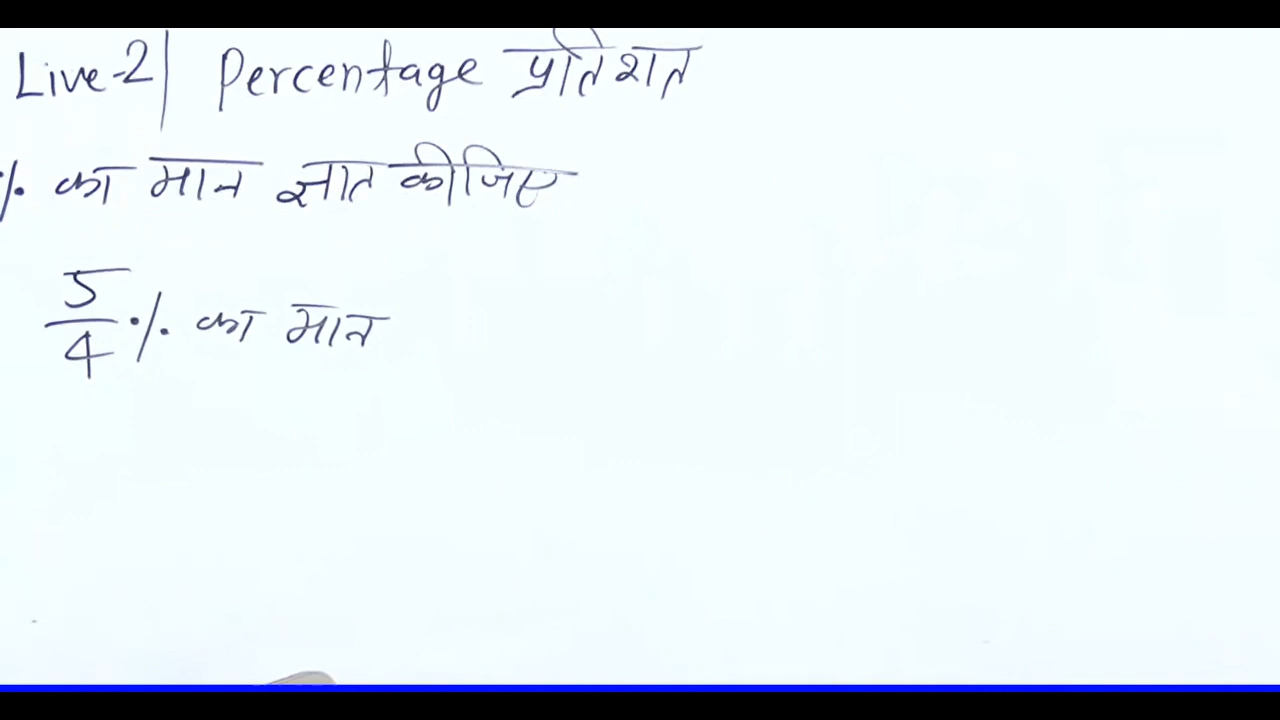 Live-2| Percentage प्रतिशत
% का मान ज्ञात कीजिए
5/4 % का मान